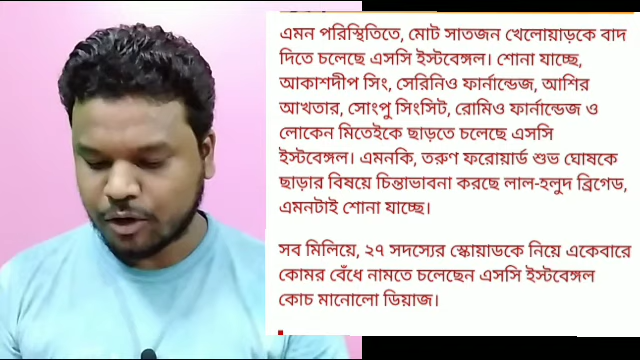 এমন পরিস্থিতিতে, মোট সাতজন খেলোয়াড়কে বাদ
দিতে চলেছে এসসি ইস্টবেঙ্গল। শোনা যাচ্ছে,
আকাশদীপ সিং, সেরিনিও ফার্নান্ডেজ, আশির
আখতার, সোংপু সিংসিট, রোমিও ফার্নান্ডেজ ও
লোকেন মিতেইকে ছাড়তে চলেছে এসসি
ইস্টবেঙ্গল। এমনকি, তরুণ ফরোয়ার্ড শুভ ঘোষকে
ছাড়ার বিষয়ে চিন্তাভাবনা করছে লাল-হলুদ ব্রিগেড,
এমনটাই শোনা যাচ্ছে।
সব মিলিয়ে, ২৭ সদস্যের স্কোয়াডকে নিয়ে একেবারে
কোমর বেঁধে নামতে চলেছেন এসসি ইস্টবেঙ্গল
কোচ মানোলো ডিয়াজ।